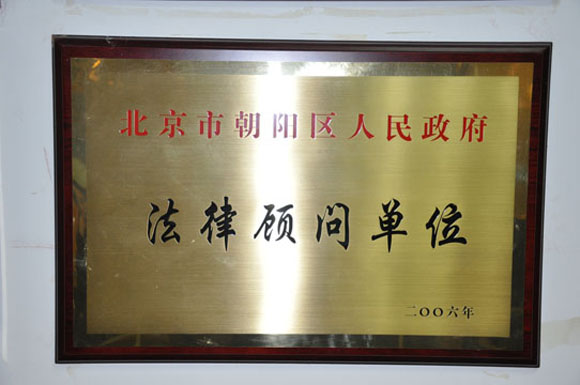 北京市朝阳区人民政府
法律顾问单位
二〇〇六年